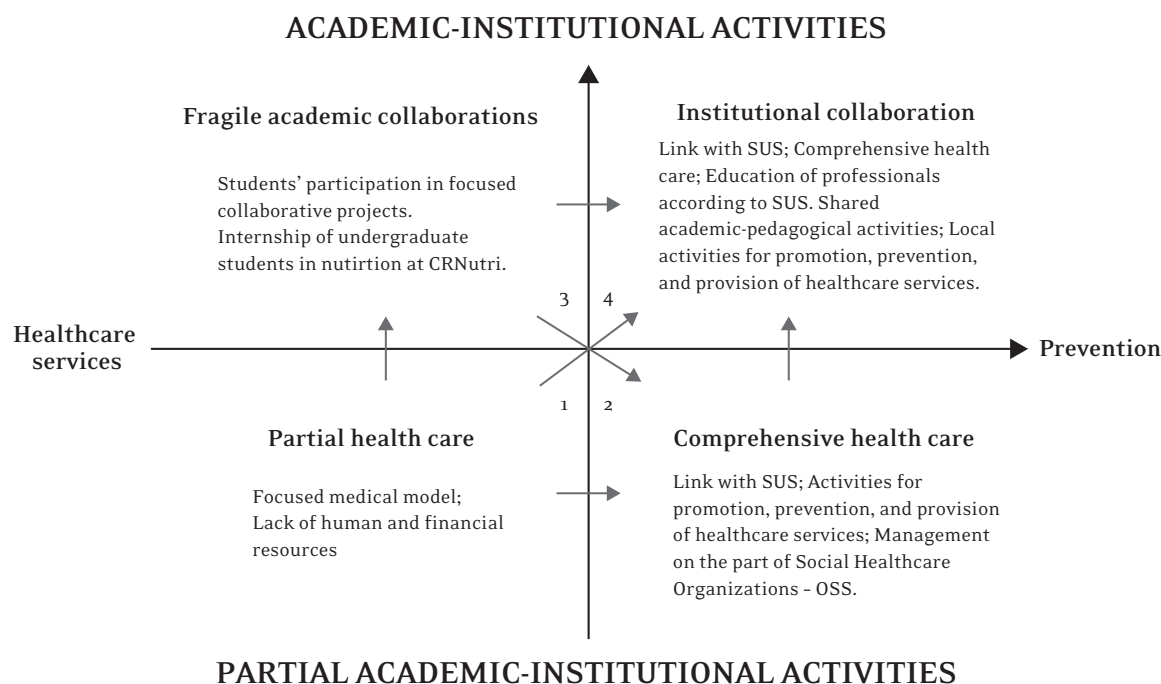 ACADEMIC-INSTITUTIONAL ACTIVITIES
Fragile academic collaborations
Students’ participation in focused
collaborative projects.
Internship of undergraduate
students in nutirtion at CRNutri.
Institutional collaboration
Link with SUS; Comprehensive health
care; Education of professionals
according to SUS. Shared
academic-pedagogical activities; Local
activities for promotion, prevention,
and provision of healthcare services.
3 4
Healthcare
services
Prevention
1 2
Partial health care
Focused medical model;
Lack of human and financial
resources
Comprehensive health care
Link with SUS; Activities for
promotion, prevention, and provision
of healthcare services; Management
on the part of Social Healthcare
Organizations - OSS.
PARTIAL ACADEMIC-INSTITUTIONAL ACTIVITIES